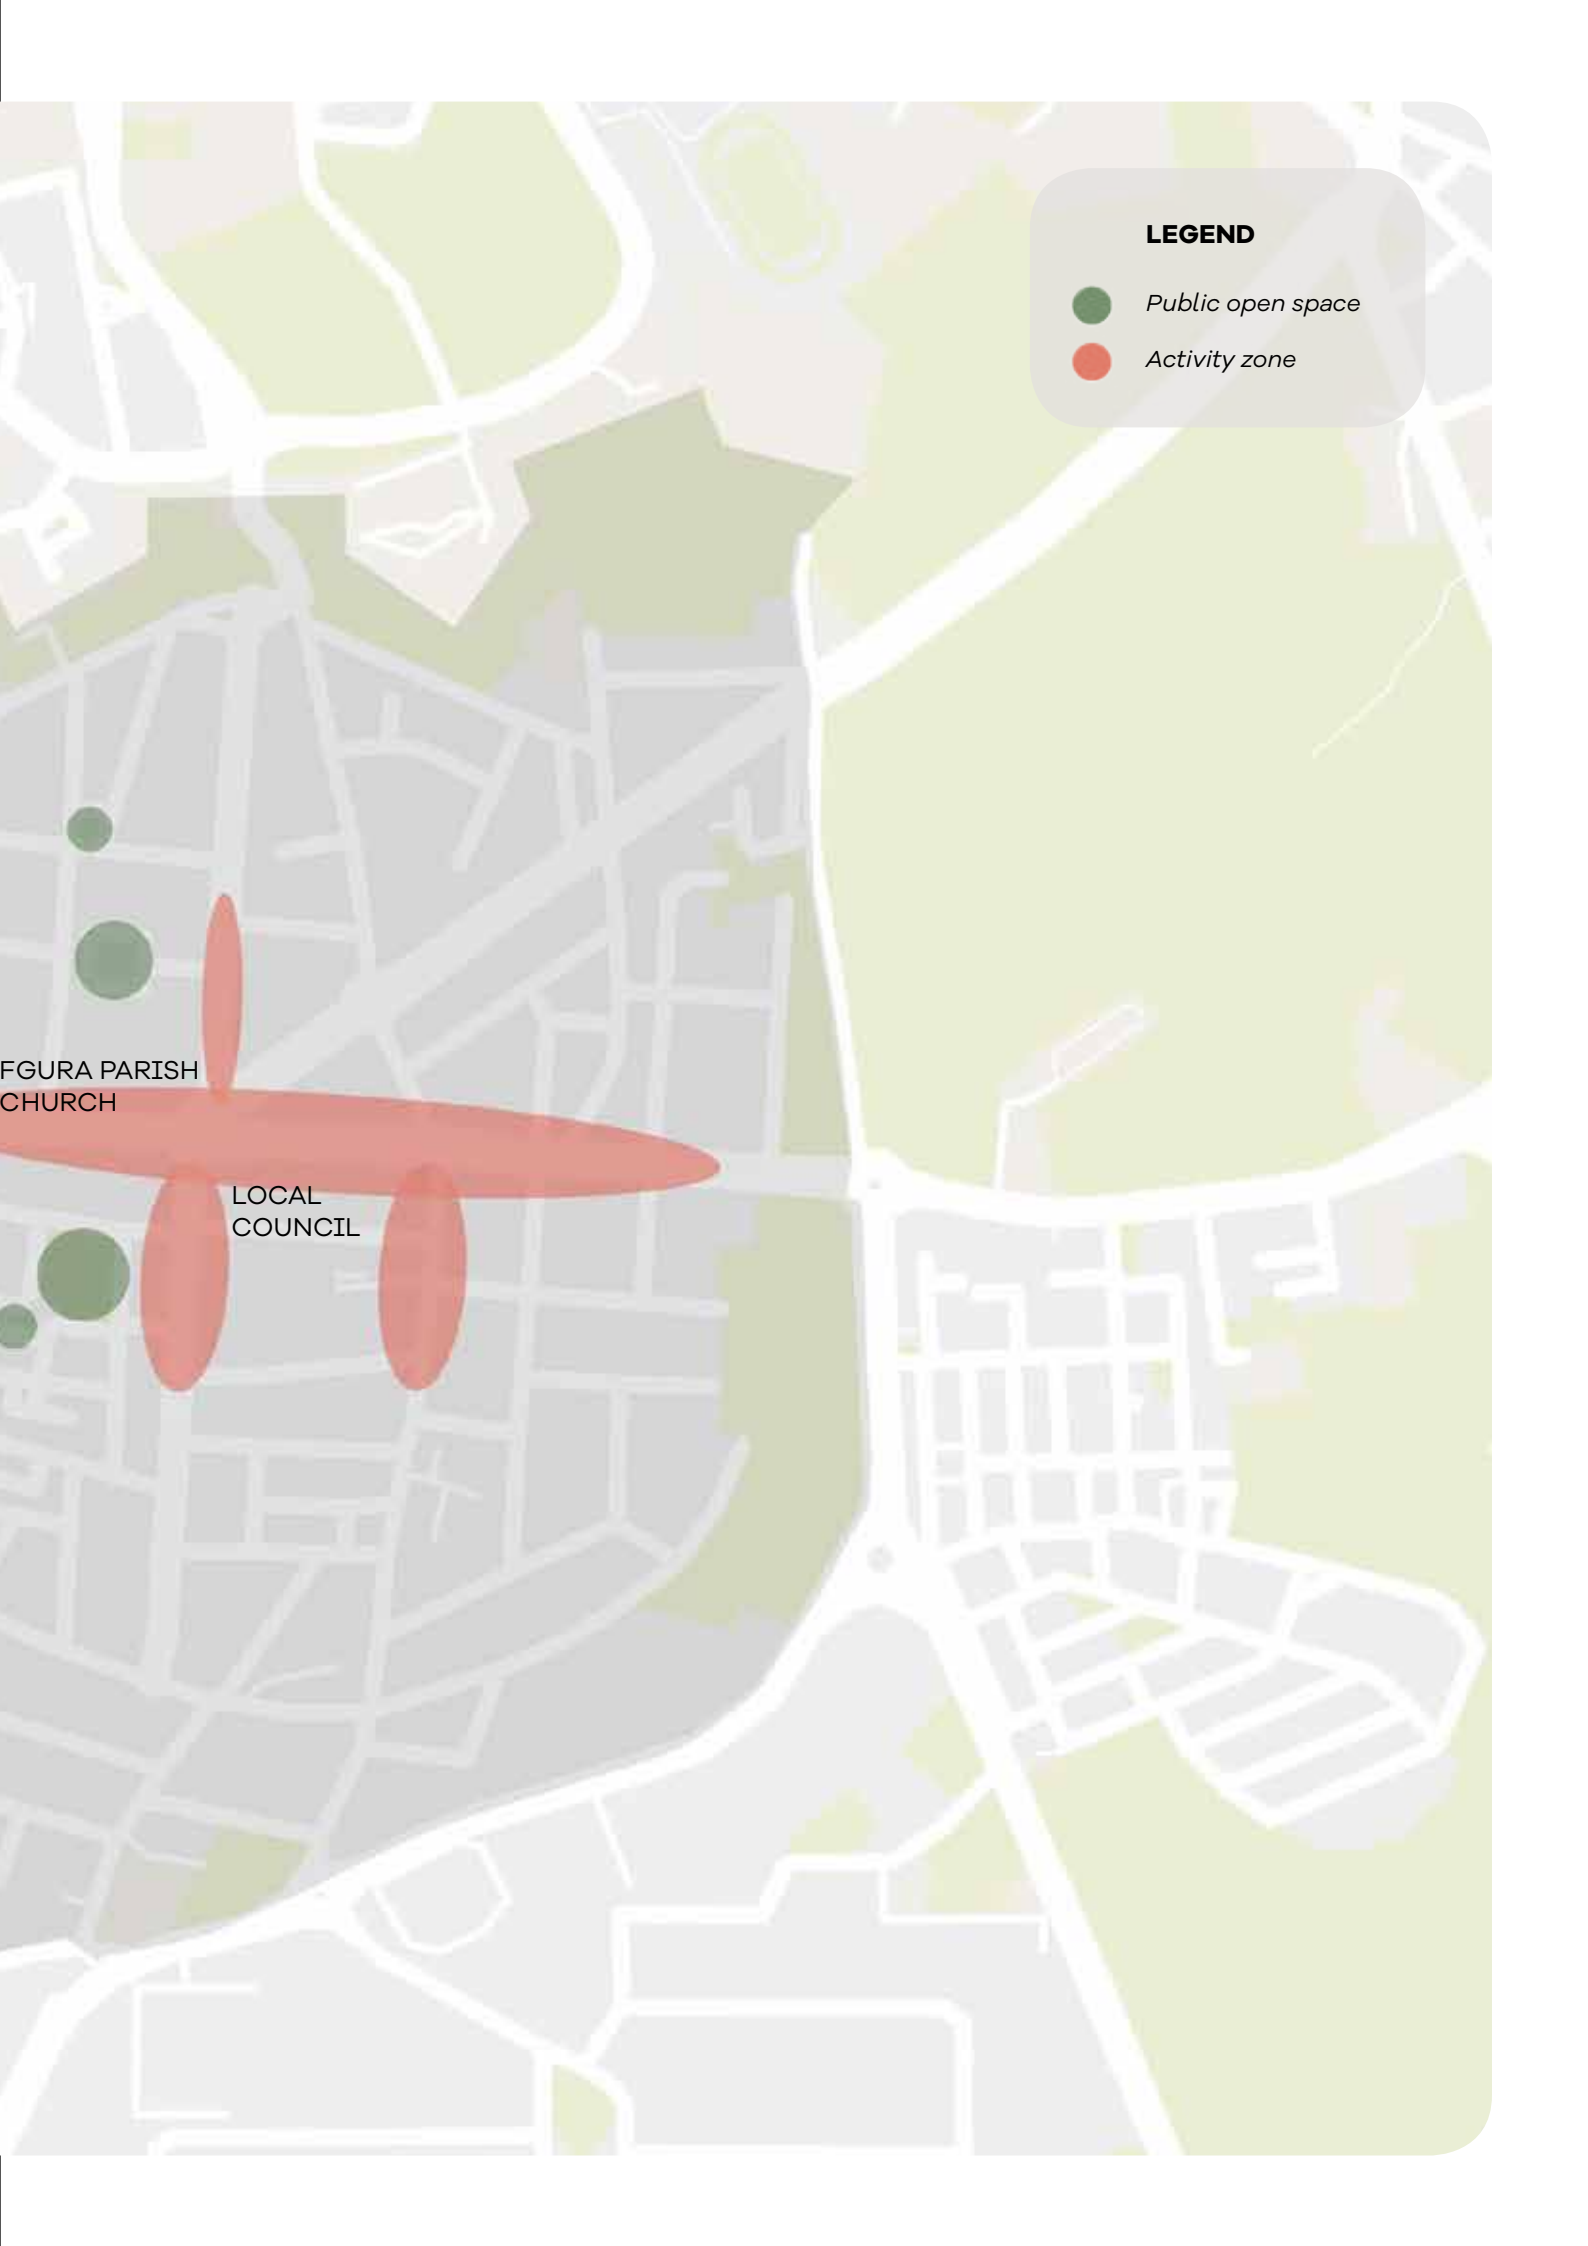 LEGEND
Public open space
Activity zone
FGURA PARISH
CHURCH
LOCAL
COUNCIL